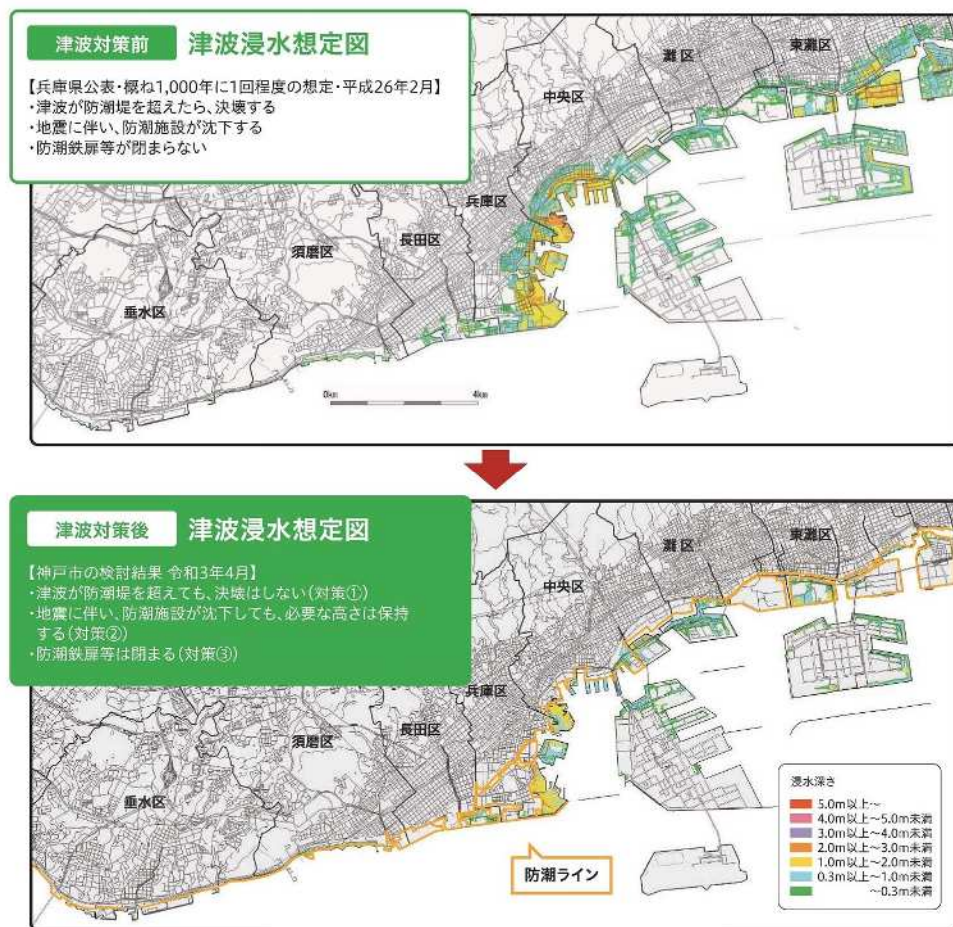 津波対策前 津波浸水想定図
【兵庫県公表・概ね1,000年に1回程度の想定・平成26年2月】
・津波が防潮堤を超えたら、決壊する
・地震に伴い、防潮施設が沈下する
・防潮鉄扉等が閉まらない
東灘区
灘区
中央区
兵庫区
長田区
須磨区
垂水区
0km 4km
津波対策後 津波浸水想定図
【神戸市の検討結果 令和3年4月】
・津波が防潮堤を超えても、決壊はしない(対策①)
・地震に伴い、防潮施設が沈下しても、必要な高さは保持
する(対策②)
・防潮鉄扉等は閉まる(対策③)
東灘区
灘区
中央区
兵庫区
長田区
須磨区
垂水区
防潮ライン
浸水深さ
5.0m以上~
4.0m以上~5.0m未満
3.0m以上~4.0m未満
2.0m以上~3.0m未満
1.0m以上~2.0m未満
0.3m以上~1.0m未満
~0.3m未満